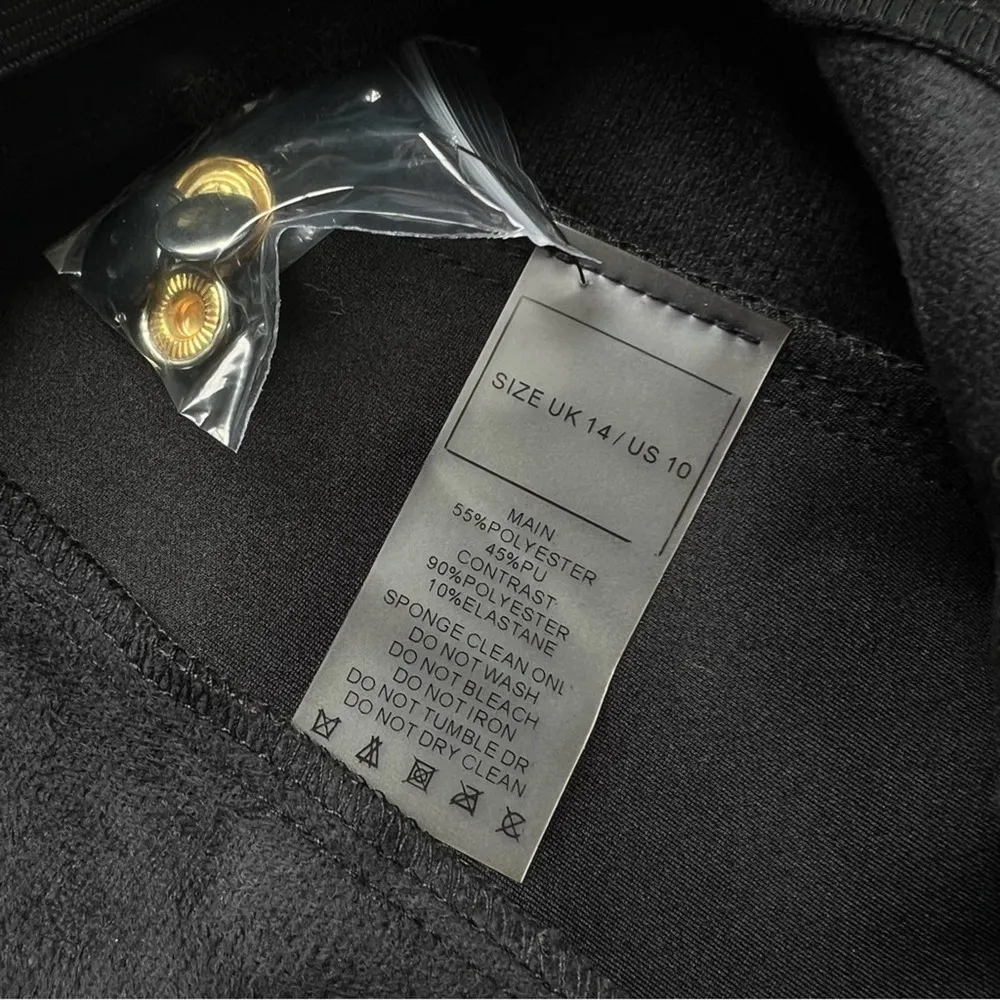 SIZE UK 14 / US 10
MAIN
55%POLYESTER
45%PU
CONTRAST
90%POLYESTER
10%ELASTANE
SPONGE CLEAN ONL
DO NOT WASH
DO NOT BLEACH
DO NOT IRON
DO NOT TUMBLE DR
DO NOT DRY CLEAN